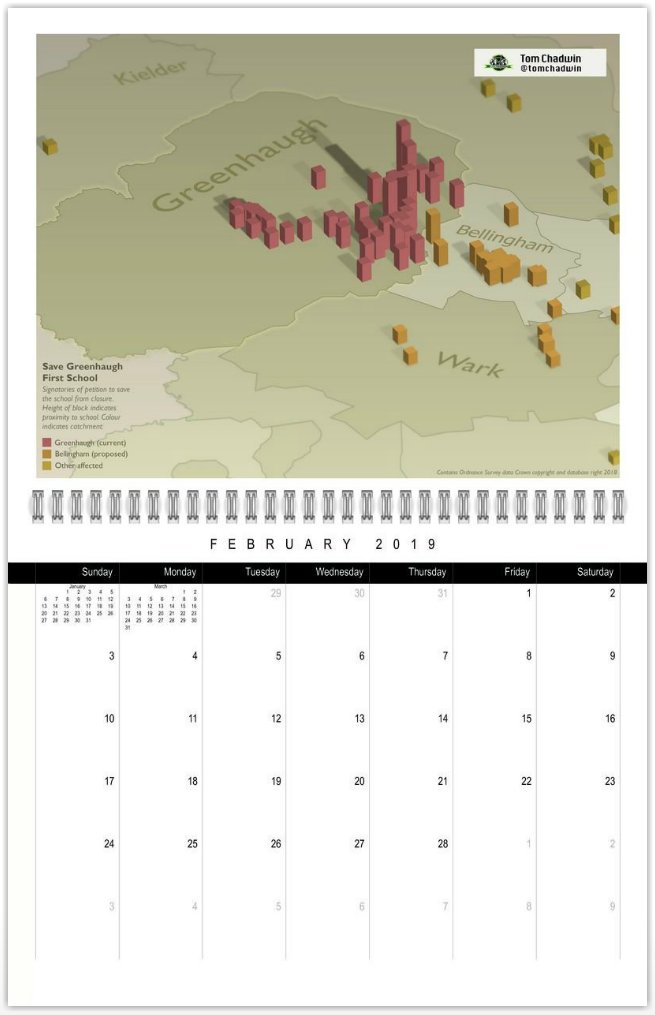 Tom Chadwin
@tomchadwin
Kielder
Greenhaugh
Bellingham
Wark
Save Greenhaugh
First School
Signatories of petition to save
the school from closure.
Height of block indicates
proximity to school. Colour
indicates catchment
Greenhaugh (current)
Bellingham (proposed)
Other affected
Contains Ordnance Survey data Crown copyright and database right 2018
FEBRUARY 2019
Sunday Monday Tuesday Wednesday Thursday Friday Saturday
January
1 2 3 4 5
6 7 8 9 10 11 12
13 14 15 16 17 18 19
20 21 22 23 24 25 26
27 28 29 30 31
March
1 2
3 4 5 6 7 8 9
10 11 12 13 14 15 16
17 18 19 20 21 22 23
24 25 26 27 28 29 30
31
29 30 31 1 2
3 4 5 6 7 8 9
10 11 12 13 14 15 16
17 18 19 20 21 22 23
24 25 26 27 28 1 2
3 4 5 6 7 8 9